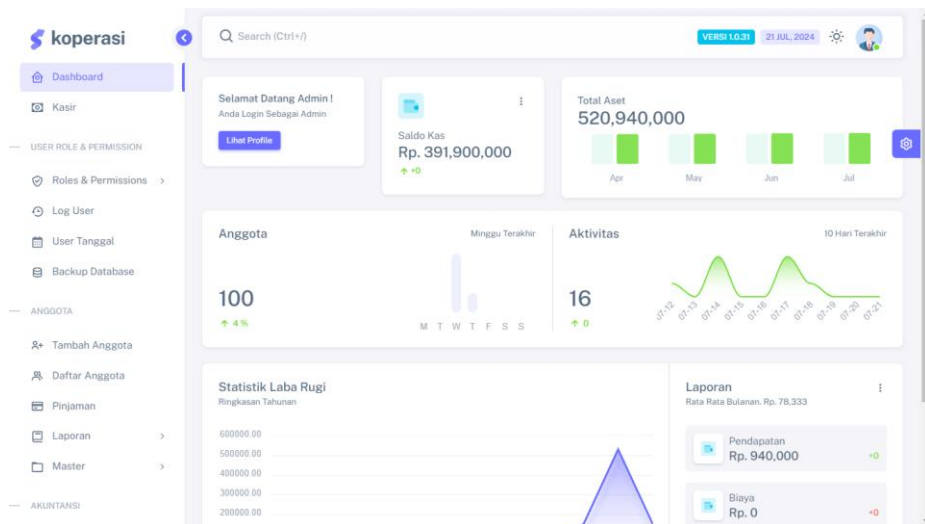 koperasi
Dashboard
Kasir
USER ROLE & PERMISSION
Roles & Permissions
Log User
User Tanggal
Backup Database
ANGGOTA
Tambah Anggota
Daftar Anggota
Pinjaman
Laporan
Master
AKUNTANSI
Search (Ctrl+/)
VERSI 1.0.31
21 JUL, 2024
Selamat Datang Admin !
Anda Login Sebagai Admin
Lihat Profile
Saldo Kas
Rp. 391,900,000
+0
Total Aset
520,940,000
Apr May Jun Jul
Anggota
Minggu Terakhir
100
4 %
M T W T F S S
Aktivitas
10 Hari Terakhir
16
0
07-12 07-13 07-14 07-15 07-16 07-17 07-18 07-19 07-20 07-21
Statistik Laba Rugi
Ringkasan Tahunan
600000.00
500000.00
400000.00
300000.00
200000.00
Laporan
Rata Rata Bulanan. Rp. 78,333
Pendapatan
Rp. 940,000
+0
Biaya
Rp. 0
+0